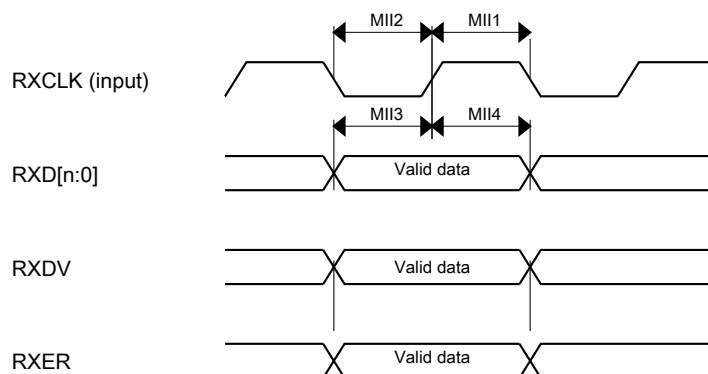 MII2 MII1
RXCLK (input)
MII3 MII4
RXD[n:0] Valid data
RXDV Valid data
RXER Valid data